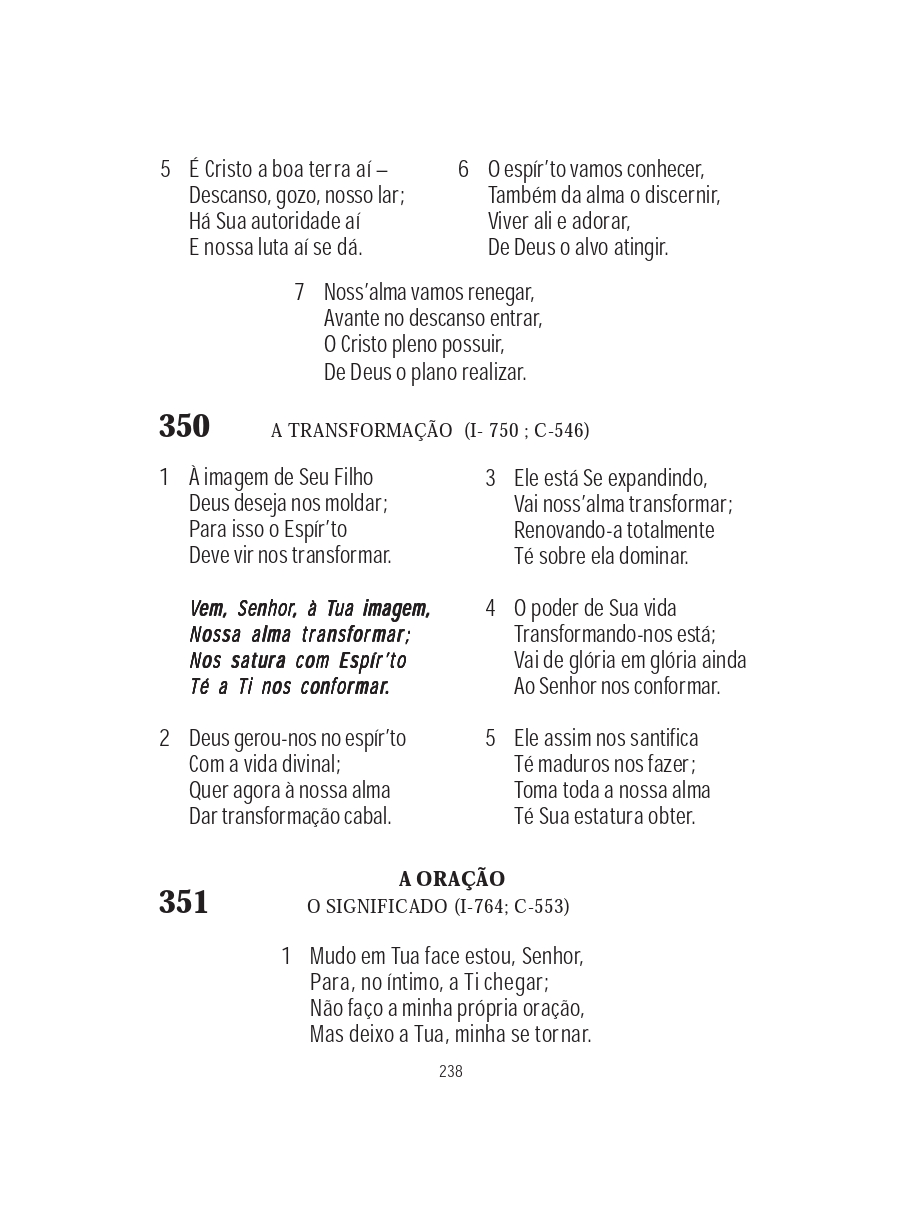 5 É Cristo a boa terra aí –
Descanso, gozo, nosso lar;
Há Sua autoridade aí
E nossa luta aí se dá.
6 O espír’to vamos conhecer,
Também da alma o discernir,
Viver ali e adorar,
De Deus o alvo atingir.
7 Noss’alma vamos renegar,
Avante no descanso entrar,
O Cristo pleno possuir,
De Deus o plano realizar.
350 A TRANSFORMAÇÃO (I- 750 ; C-546)
1 À imagem de Seu Filho
Deus deseja nos moldar;
Para isso o Espír’to
Deve vir nos transformar.
Vem, Senhor, à Tua imagem,
Nossa alma transformar;
Nos satura com Espír’to
Té a Ti nos conformar.
2 Deus gerou-nos no espír’to
Com a vida divinal;
Quer agora à nossa alma
Dar transformação cabal.
3 Ele está Se expandindo,
Vai noss’alma transformar;
Renovando-a totalmente
Té sobre ela dominar.
4 O poder de Sua vida
Transformando-nos está;
Vai de glória em glória ainda
Ao Senhor nos conformar.
5 Ele assim nos santifica
Té maduros nos fazer;
Toma toda a nossa alma
Té Sua estatura obter.
A ORAÇÃO
351 O SIGNIFICADO (I-764; C-553)
1 Mudo em Tua face estou, Senhor,
Para, no íntimo, a Ti chegar;
Não faço a minha própria oração,
Mas deixo a Tua, minha se tornar.
238